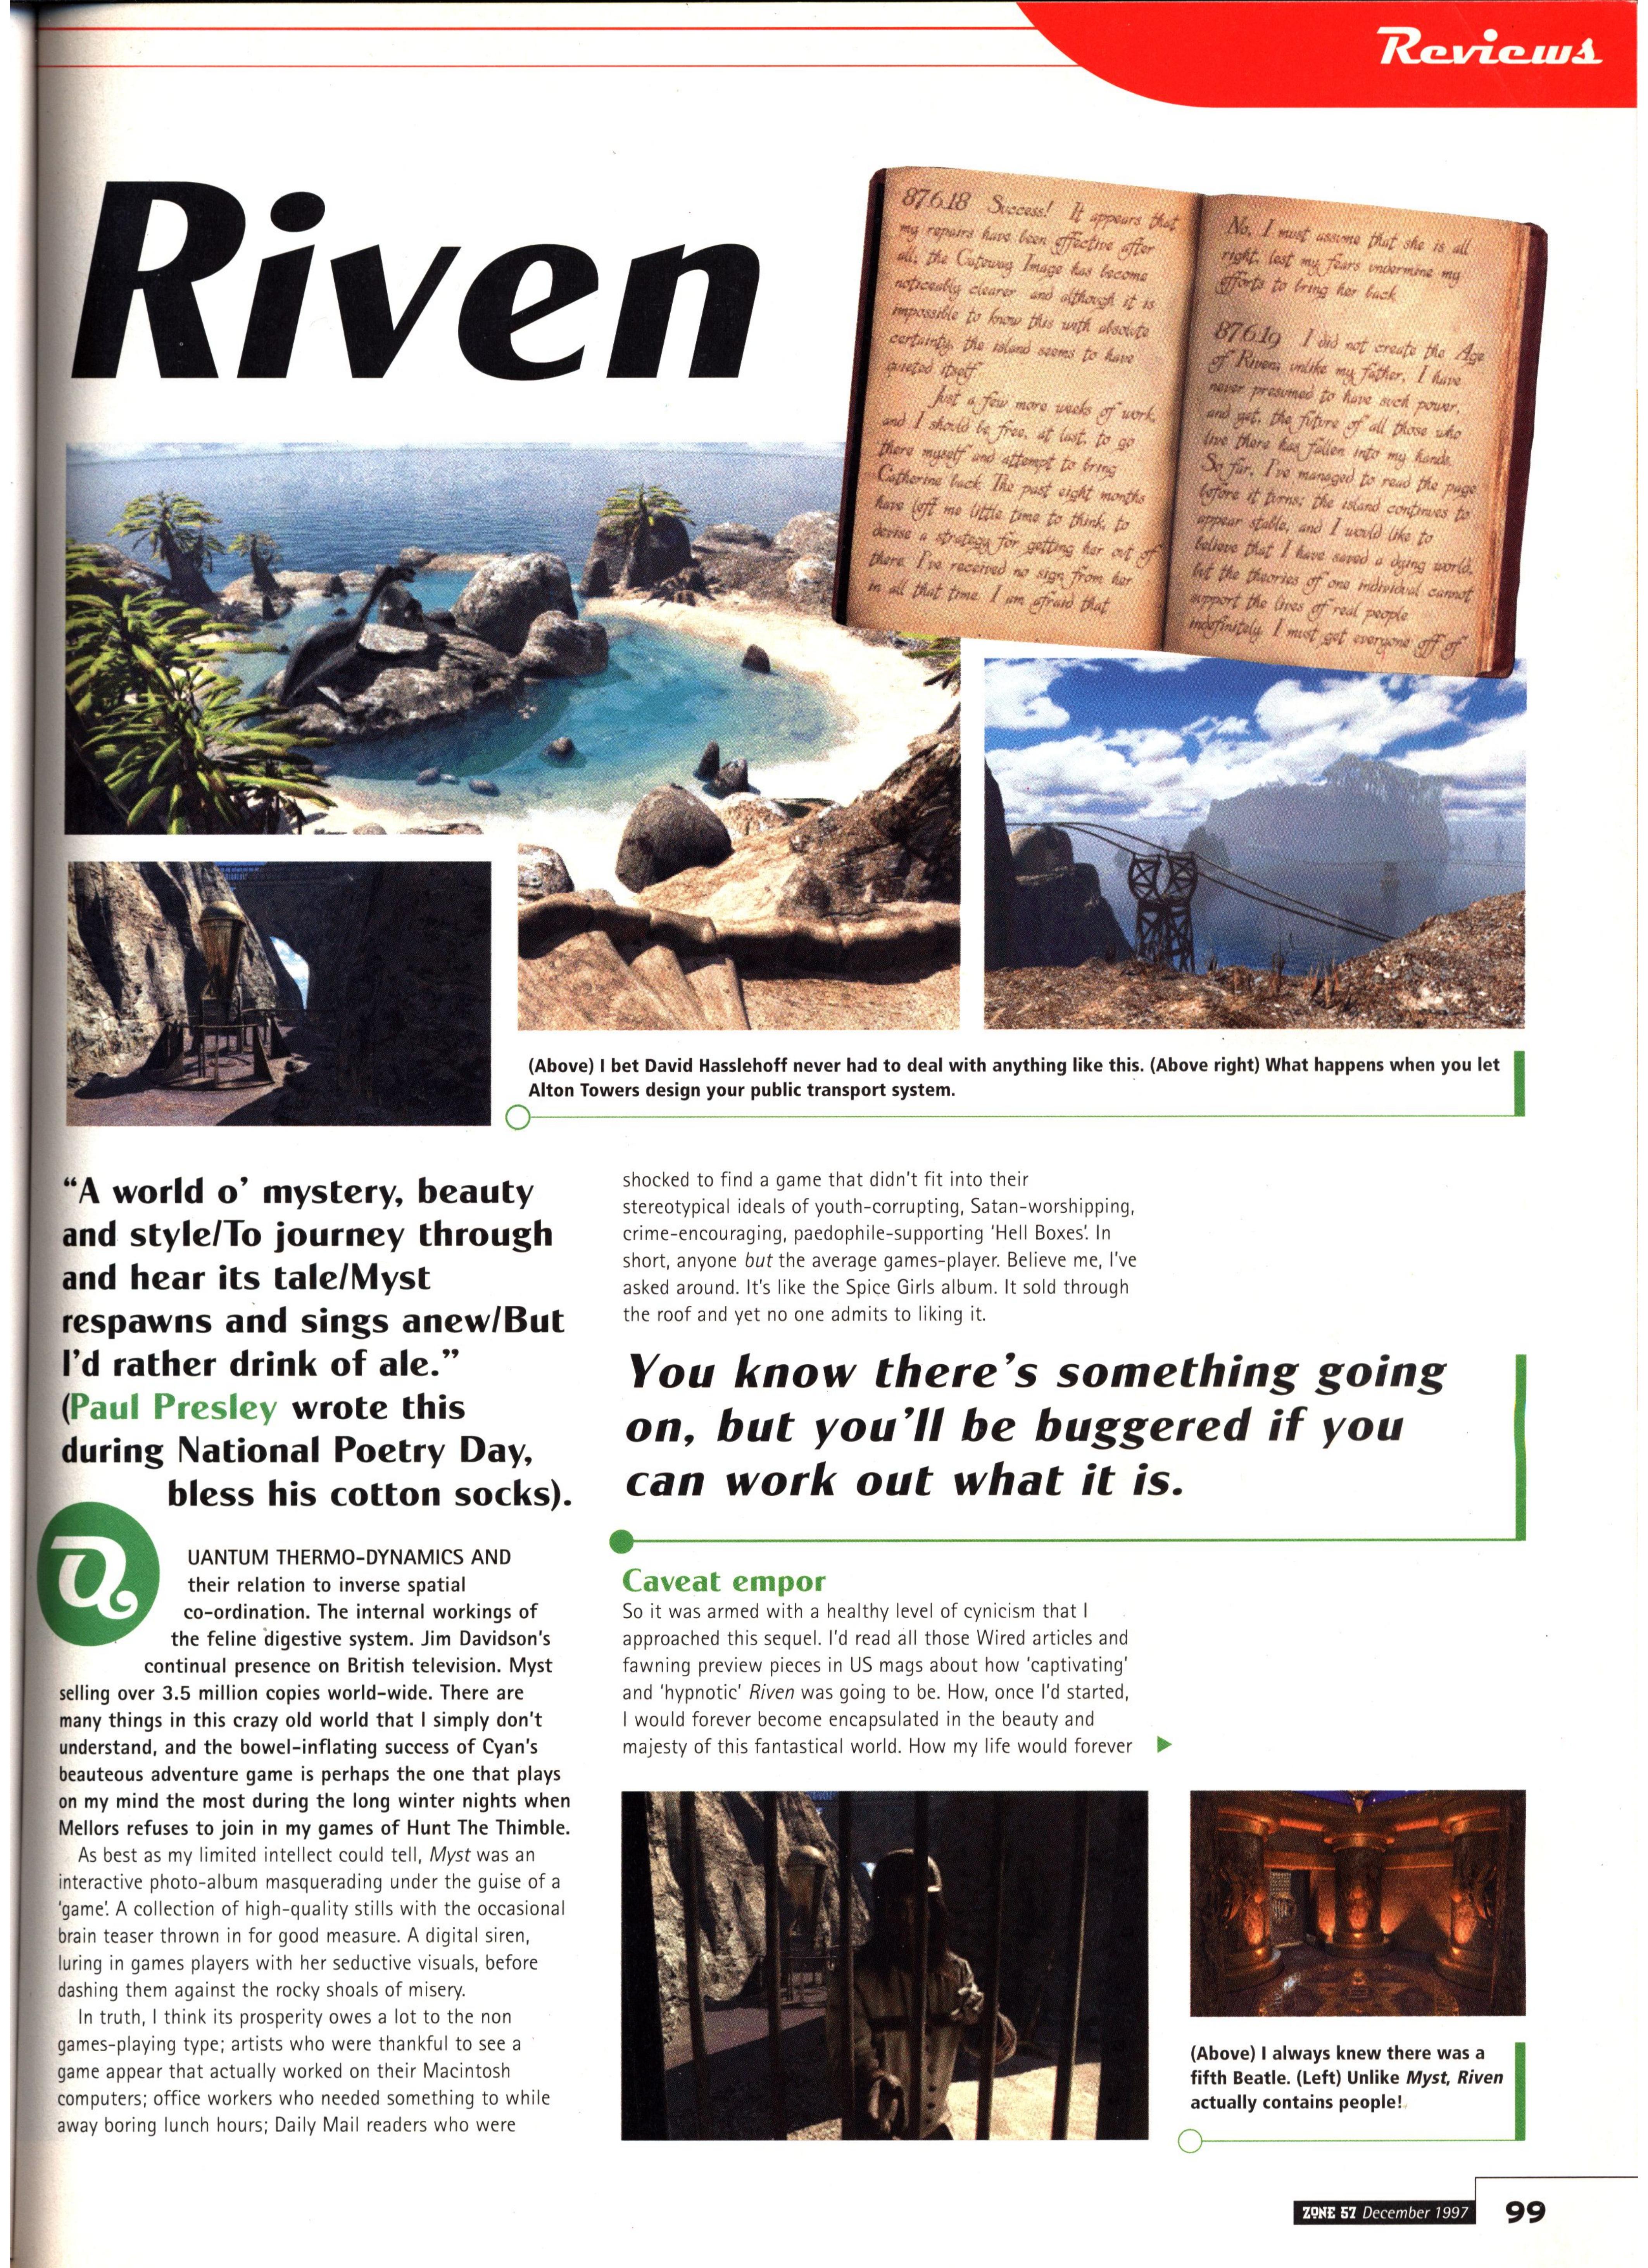 Reviews
Riven
87.6.18 Success! It appears that
my repairs have been effective after
all; the Gateway Image has become
noticeably clearer and although it is
impossible to know this with absolute
certainty, the island seems to have
quieted itself
Just a few more weeks of work,
and I should be free, at last, to go
there myself and attempt to bring
Catherine back The past eight months
have left me little time to think, to
devise a strategy for getting her out of
there. I've received no sign from her
in all that time. I am afraid that
No, I must assume that she is all
right, lest my fears undermine my
efforts to bring her back
87.6.19 I did not create the Age
of Riven; unlike my father, I have
never presumed to have such power,
and yet, the future of all those who
live there has fallen into my hands.
So far, I've managed to read the page
before it turns; the island continues to
appear stable, and I would like to
believe that I have saved a dying world,
but the theories of one individual cannot
support the lives of real people
indefinitely. I must get everyone off of
(Above) I bet David Hasslehoff never had to deal with anything like this. (Above right) What happens when you let
Alton Towers design your public transport system.
“A world o’ mystery, beauty
and style/To journey through
and hear its tale/Myst
respawns and sings anew/But
I’d rather drink of ale.”
(Paul Presley wrote this
during National Poetry Day,
bless his cotton socks).
QUANTUM THERMO-DYNAMICS AND
their relation to inverse spatial
co-ordination. The internal workings of
the feline digestive system. Jim Davidson's
continual presence on British television. Myst
selling over 3.5 million copies world-wide. There are
many things in this crazy old world that I simply don't
understand, and the bowel-inflating success of Cyan's
beauteous adventure game is perhaps the one that plays
on my mind the most during the long winter nights when
Mellors refuses to join in my games of Hunt The Thimble.
As best as my limited intellect could tell, Myst was an
interactive photo-album masquerading under the guise of a
'game'. A collection of high-quality stills with the occasional
brain teaser thrown in for good measure. A digital siren,
luring in games players with her seductive visuals, before
dashing them against the rocky shoals of misery.
In truth, I think its prosperity owes a lot to the non
games-playing type; artists who were thankful to see a
game appear that actually worked on their Macintosh
computers; office workers who needed something to while
away boring lunch hours; Daily Mail readers who were
shocked to find a game that didn't fit into their
stereotypical ideals of youth-corrupting, Satan-worshipping,
crime-encouraging, paedophile-supporting 'Hell Boxes'. In
short, anyone but the average games-player. Believe me, I've
asked around. It's like the Spice Girls album. It sold through
the roof and yet no one admits to liking it.
You know there’s something going
on, but you’ll be buggered if you
can work out what it is.
Caveat empor
So it was armed with a healthy level of cynicism that I
approached this sequel. I'd read all those Wired articles and
fawning preview pieces in US mags about how 'captivating'
and 'hypnotic' Riven was going to be. How, once I'd started,
I would forever become encapsulated in the beauty and
majesty of this fantastical world. How my life would forever
(Above) I always knew there was a
fifth Beatle. (Left) Unlike Myst, Riven
actually contains people!
ZONE 57 December 1997
99